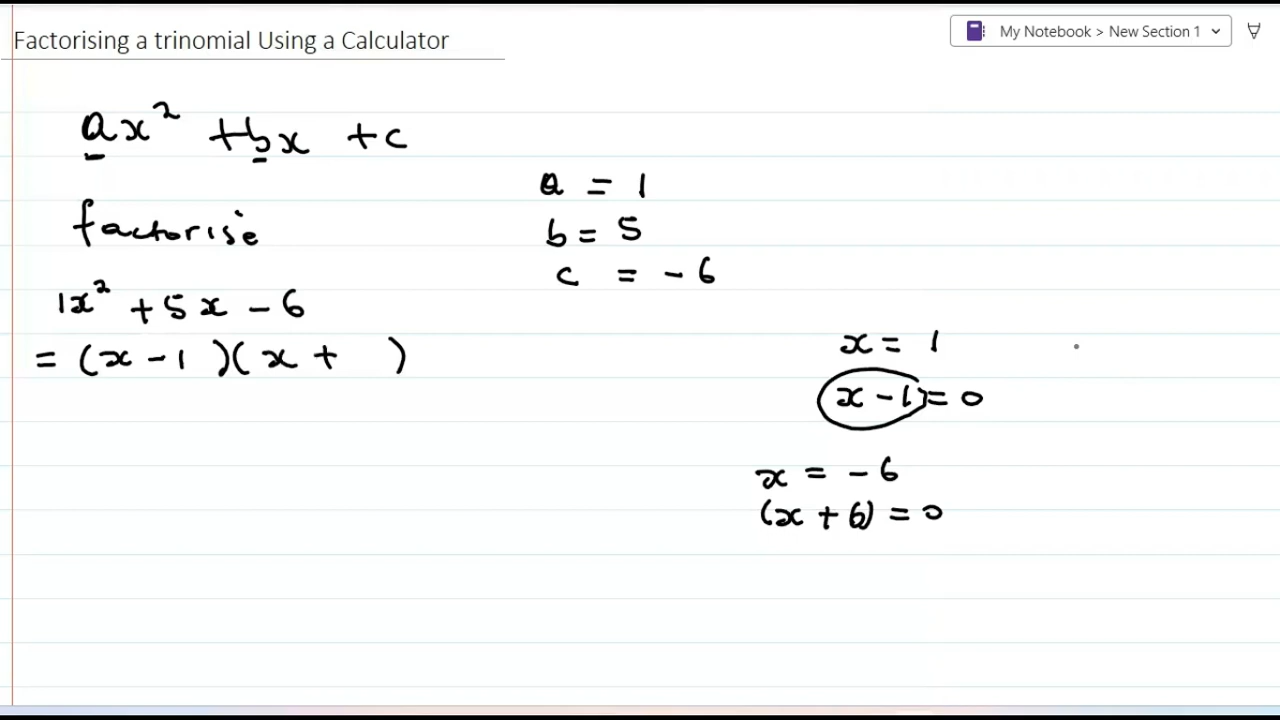 Factorising a trinomial Using a Calculator
My Notebook > New Section 1
ax² + bx + c
factorise
1x² + 5x - 6
= (x - 1 )( x + )
a = 1
b = 5
c = - 6
x = 1
x - 1 = 0
x = - 6
(x + 6) = 0